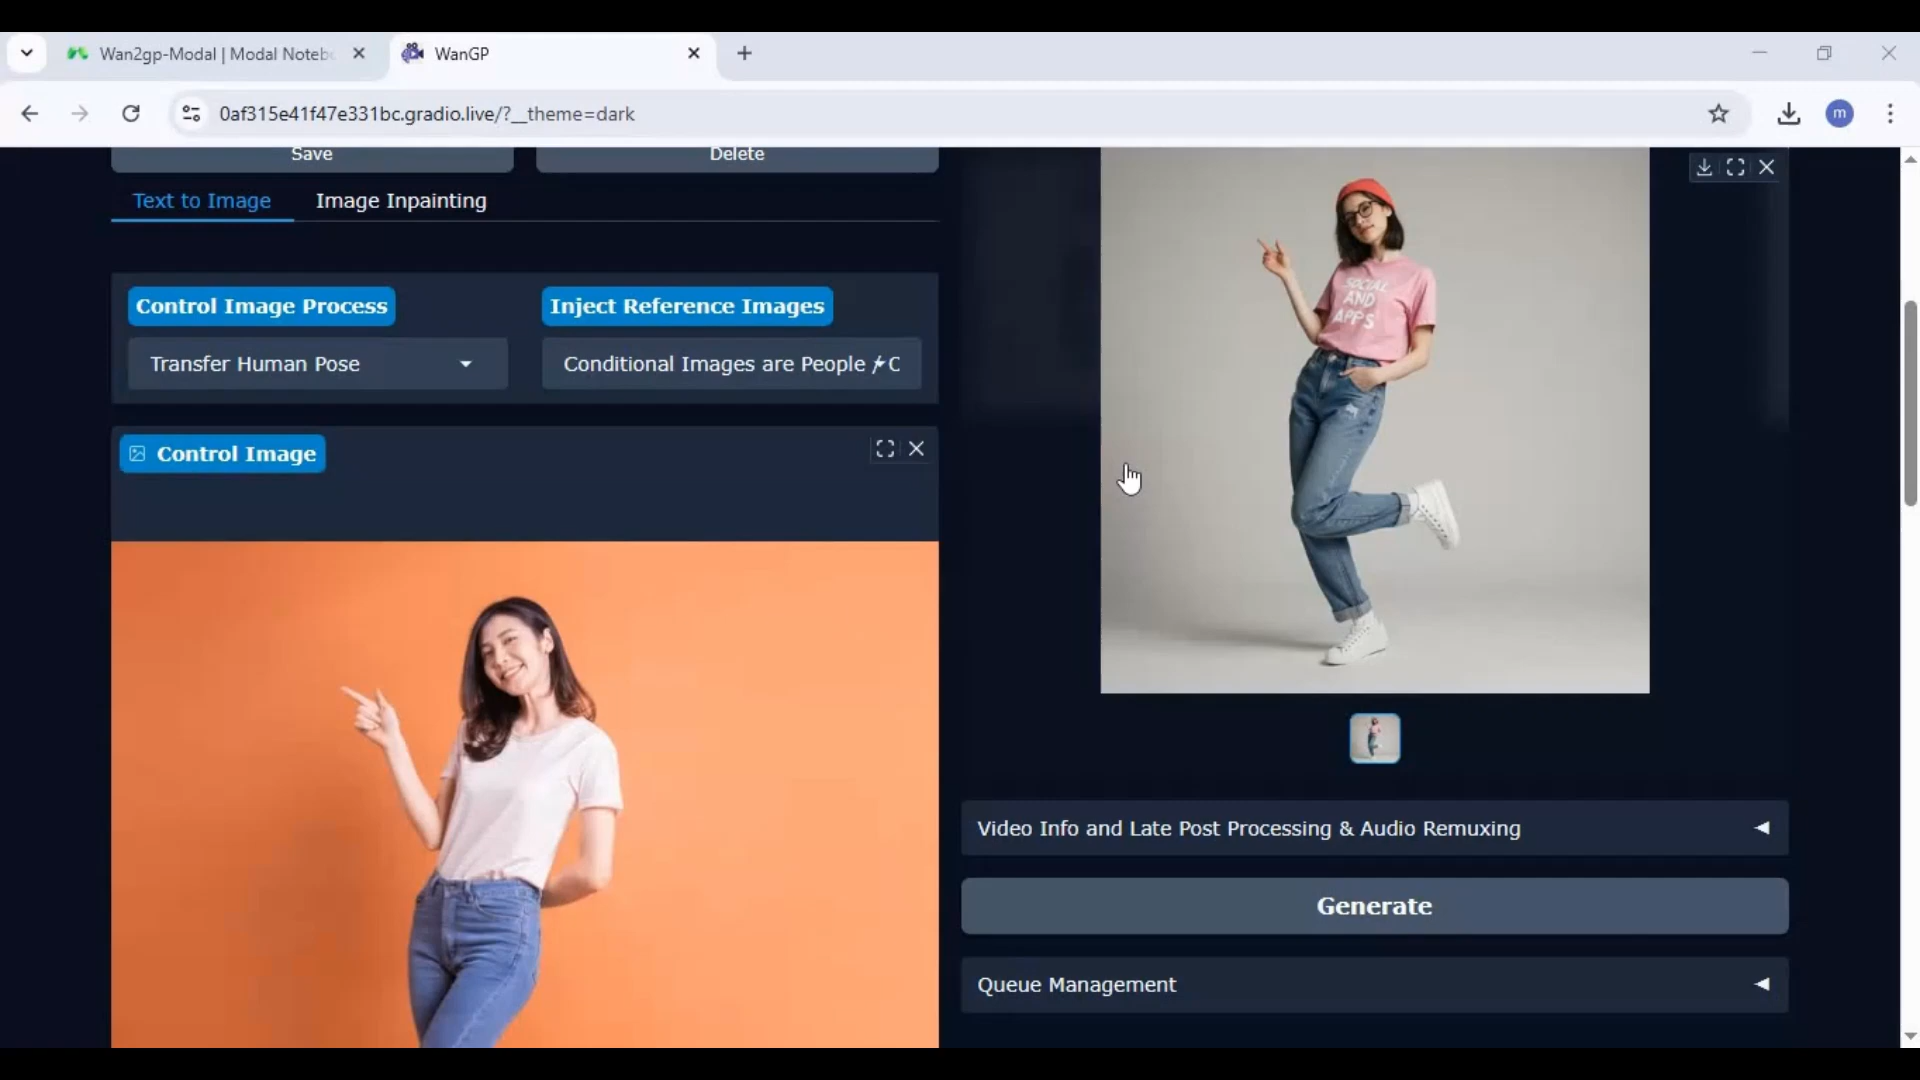 Wan2gp-Modal | Modal Noteb
WanGP
0af315e41f47e331bc.gradio.live/?__theme=dark
m
Save
Delete
Text to Image
Image Inpainting
Control Image Process
Inject Reference Images
Transfer Human Pose
Conditional Images are People
Control Image
SOCIAL
AND
APPS
Video Info and Late Post Processing & Audio Remuxing
Generate
Queue Management